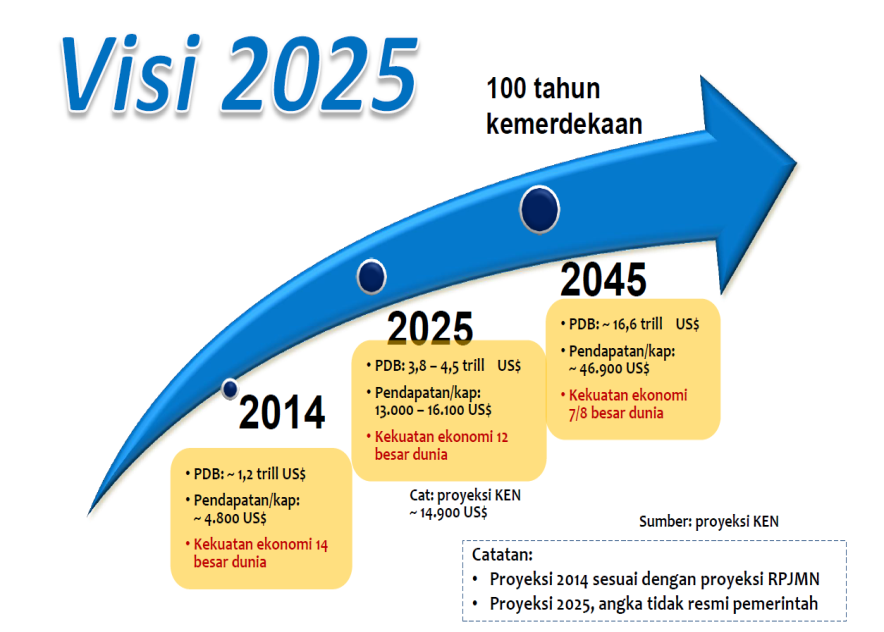 Visi 2025
100 tahun
kemerdekaan
2045
• PDB: ~ 16,6 trill US$
• Pendapatan/kap:
~ 46.900 US$
• Kekuatan ekonomi
7/8 besar dunia
2025
• PDB: 3,8 – 4,5 trill US$
• Pendapatan/kap:
13.000 – 16.100 US$
• Kekuatan ekonomi 12
besar dunia
2014
• PDB: ~ 1,2 trill US$
• Pendapatan/kap:
~ 4.800 US$
• Kekuatan ekonomi 14
besar dunia
Cat: proyeksi KEN
~ 14.900 US$
Sumber: proyeksi KEN
Catatan:
• Proyeksi 2014 sesuai dengan proyeksi RPJMN
• Proyeksi 2025, angka tidak resmi pemerintah